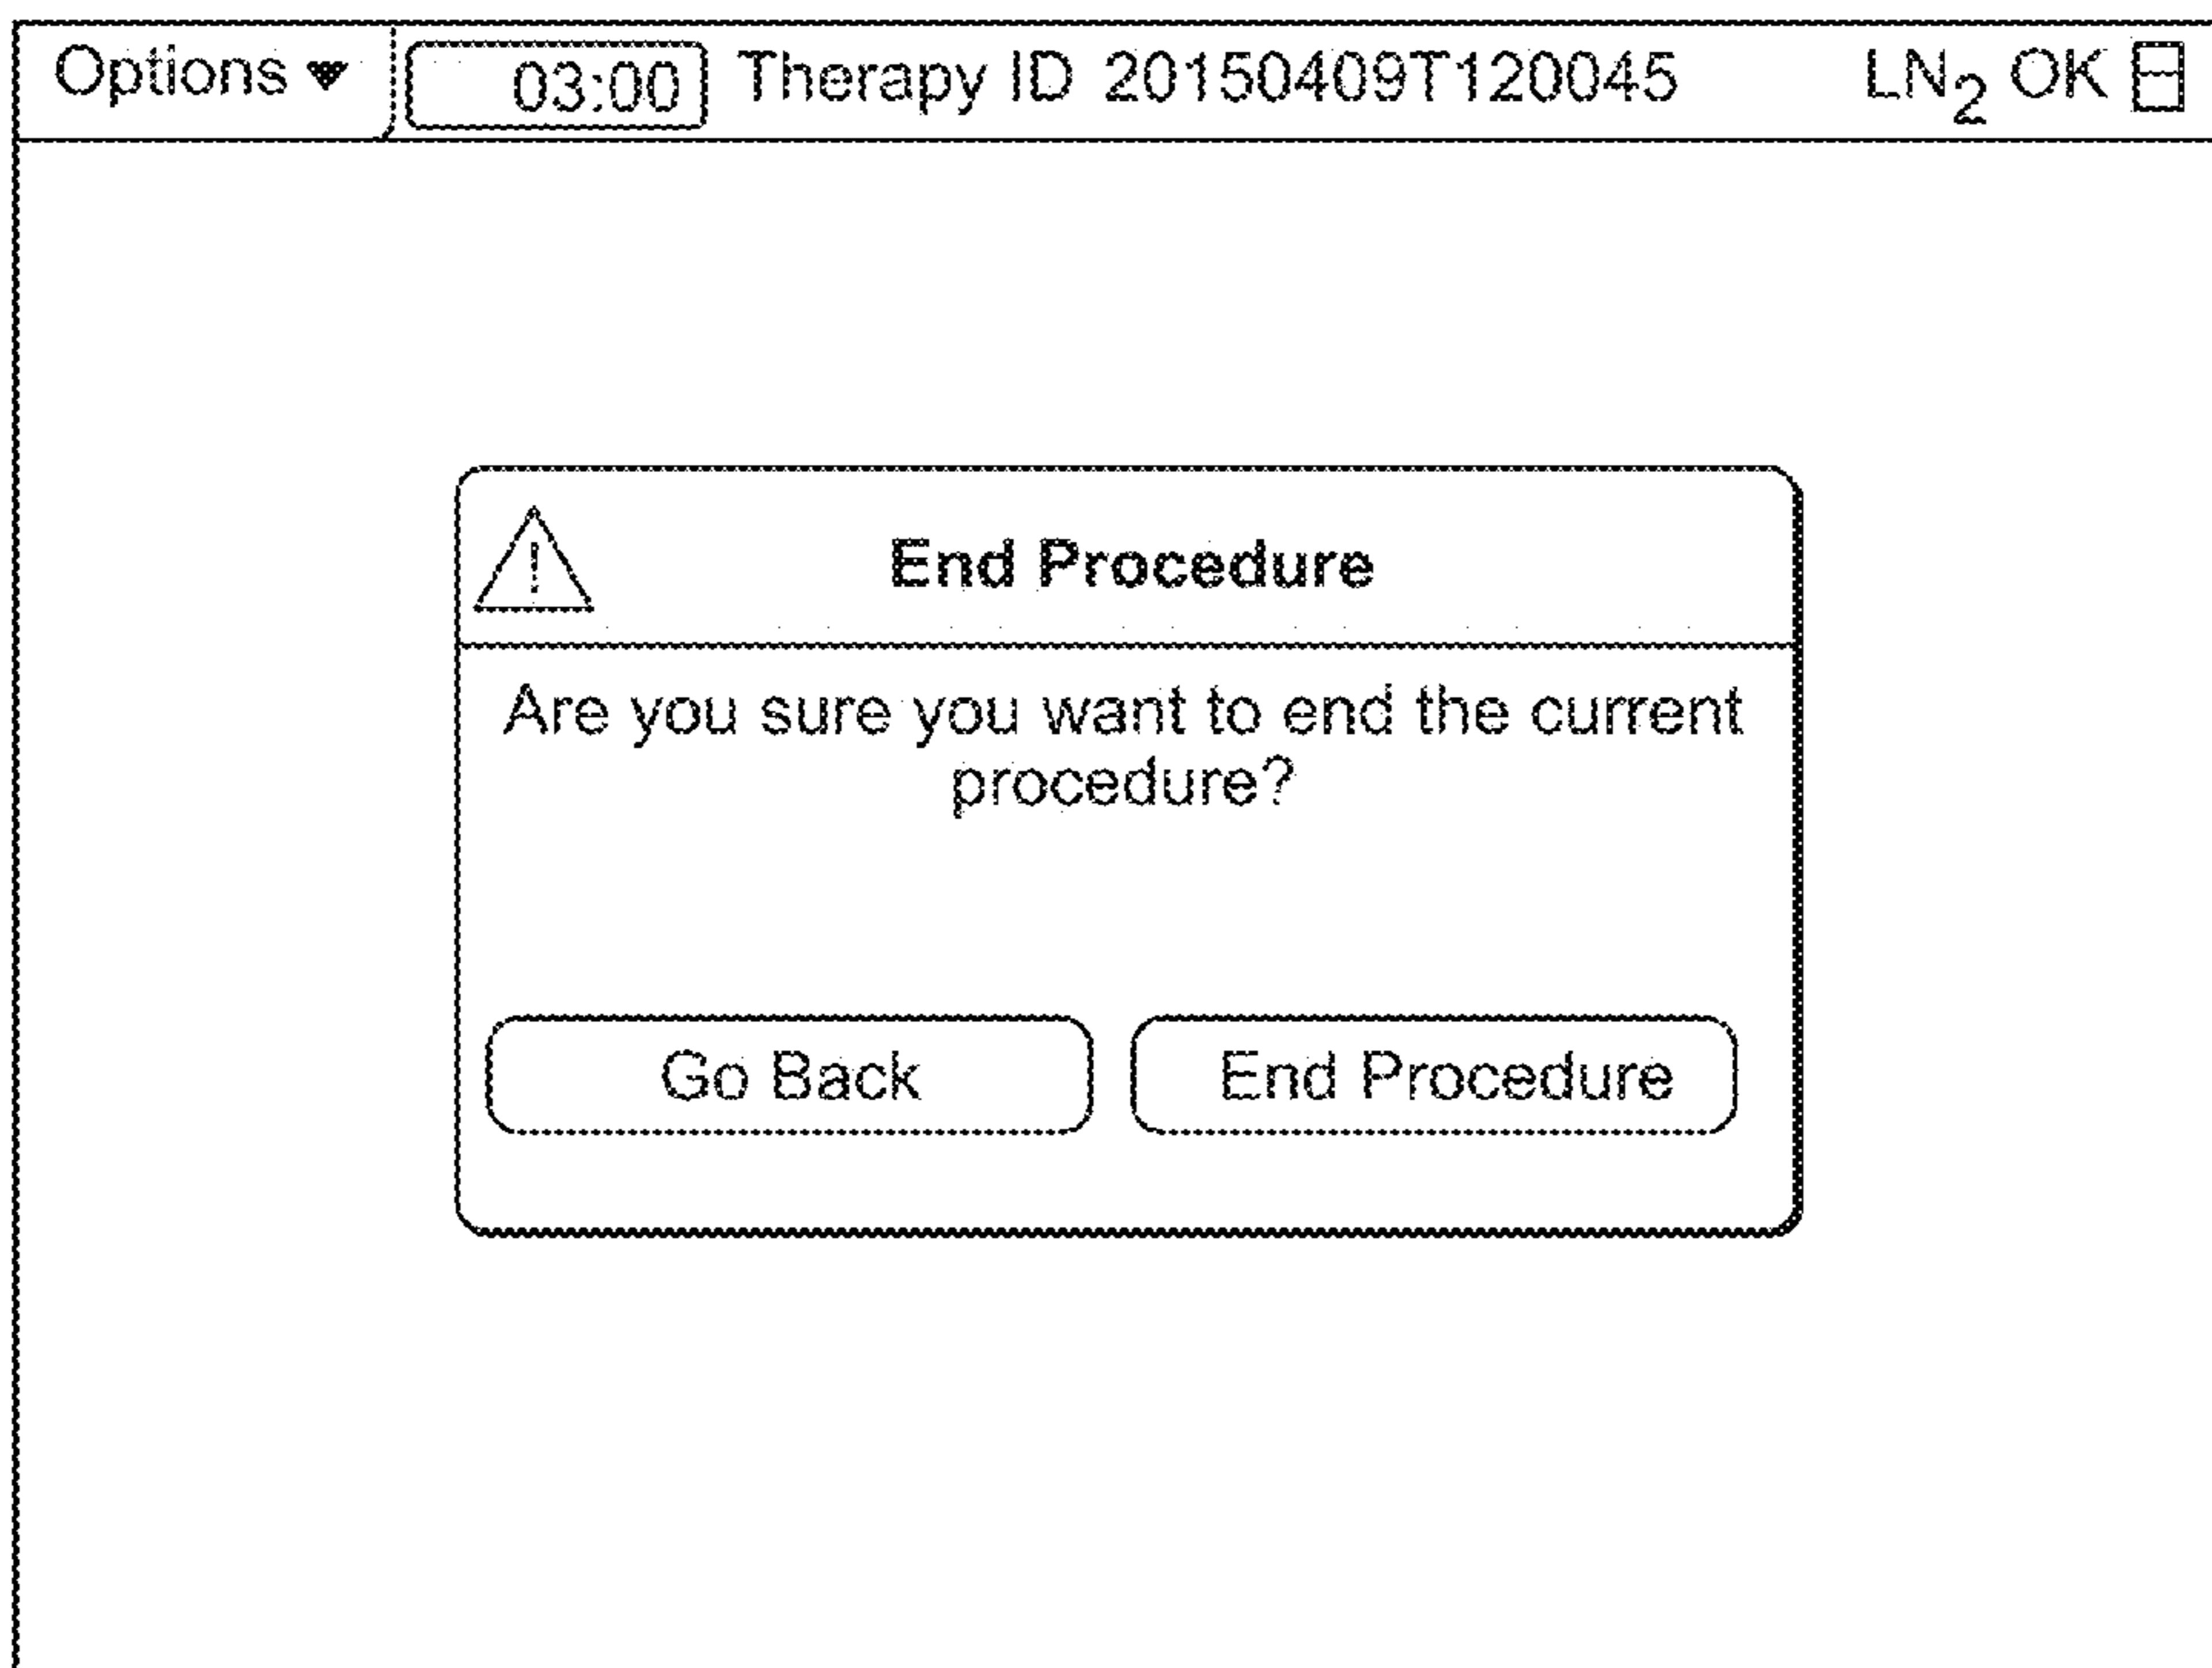 Options ▼ 03:00 Therapy ID 20150409T120045 LN₂ OK
End Procedure
Are you sure you want to end the current
procedure?
Go Back End Procedure